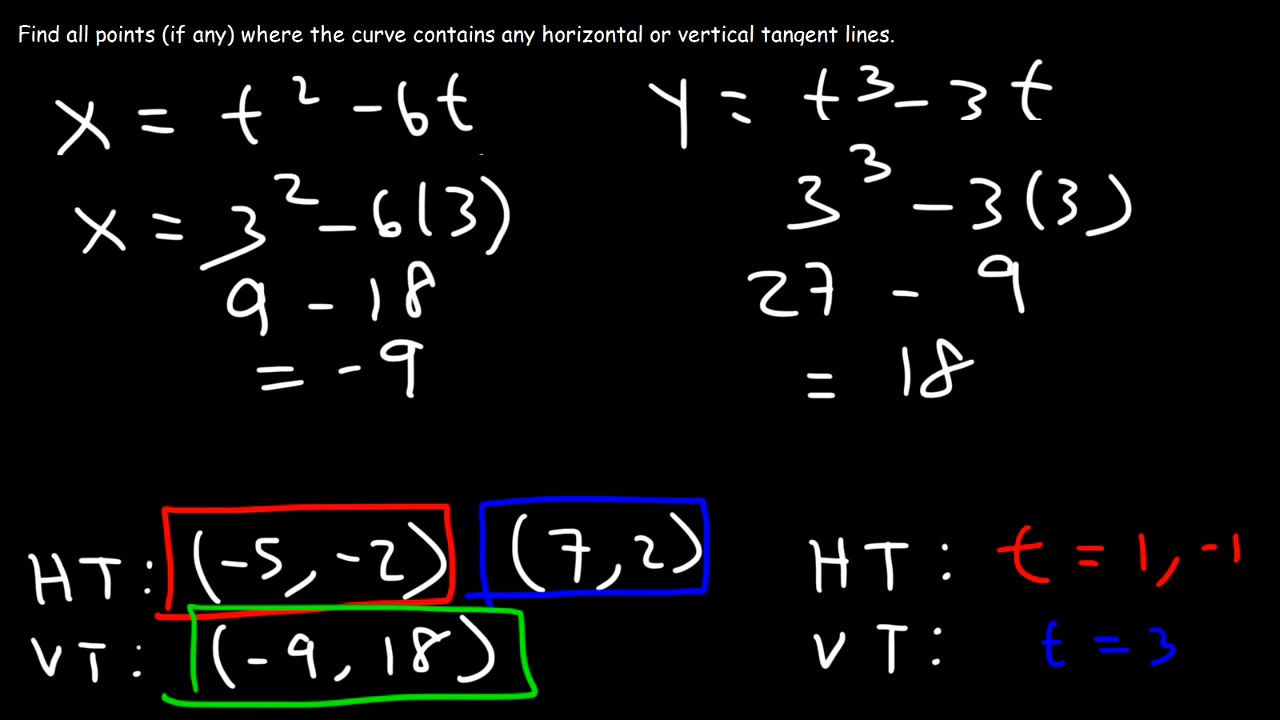 Find all points (if any) where the curve contains any horizontal or vertical tangent lines.
x = t² - 6t
y = t³ - 3t
x = 3² - 6(3)
3³ - 3(3)
9 - 18
27 - 9
= -9
= 18
HT: (-5, -2) (7, 2)
HT: t = 1, -1
VT: (-9, 18)
VT: t = 3